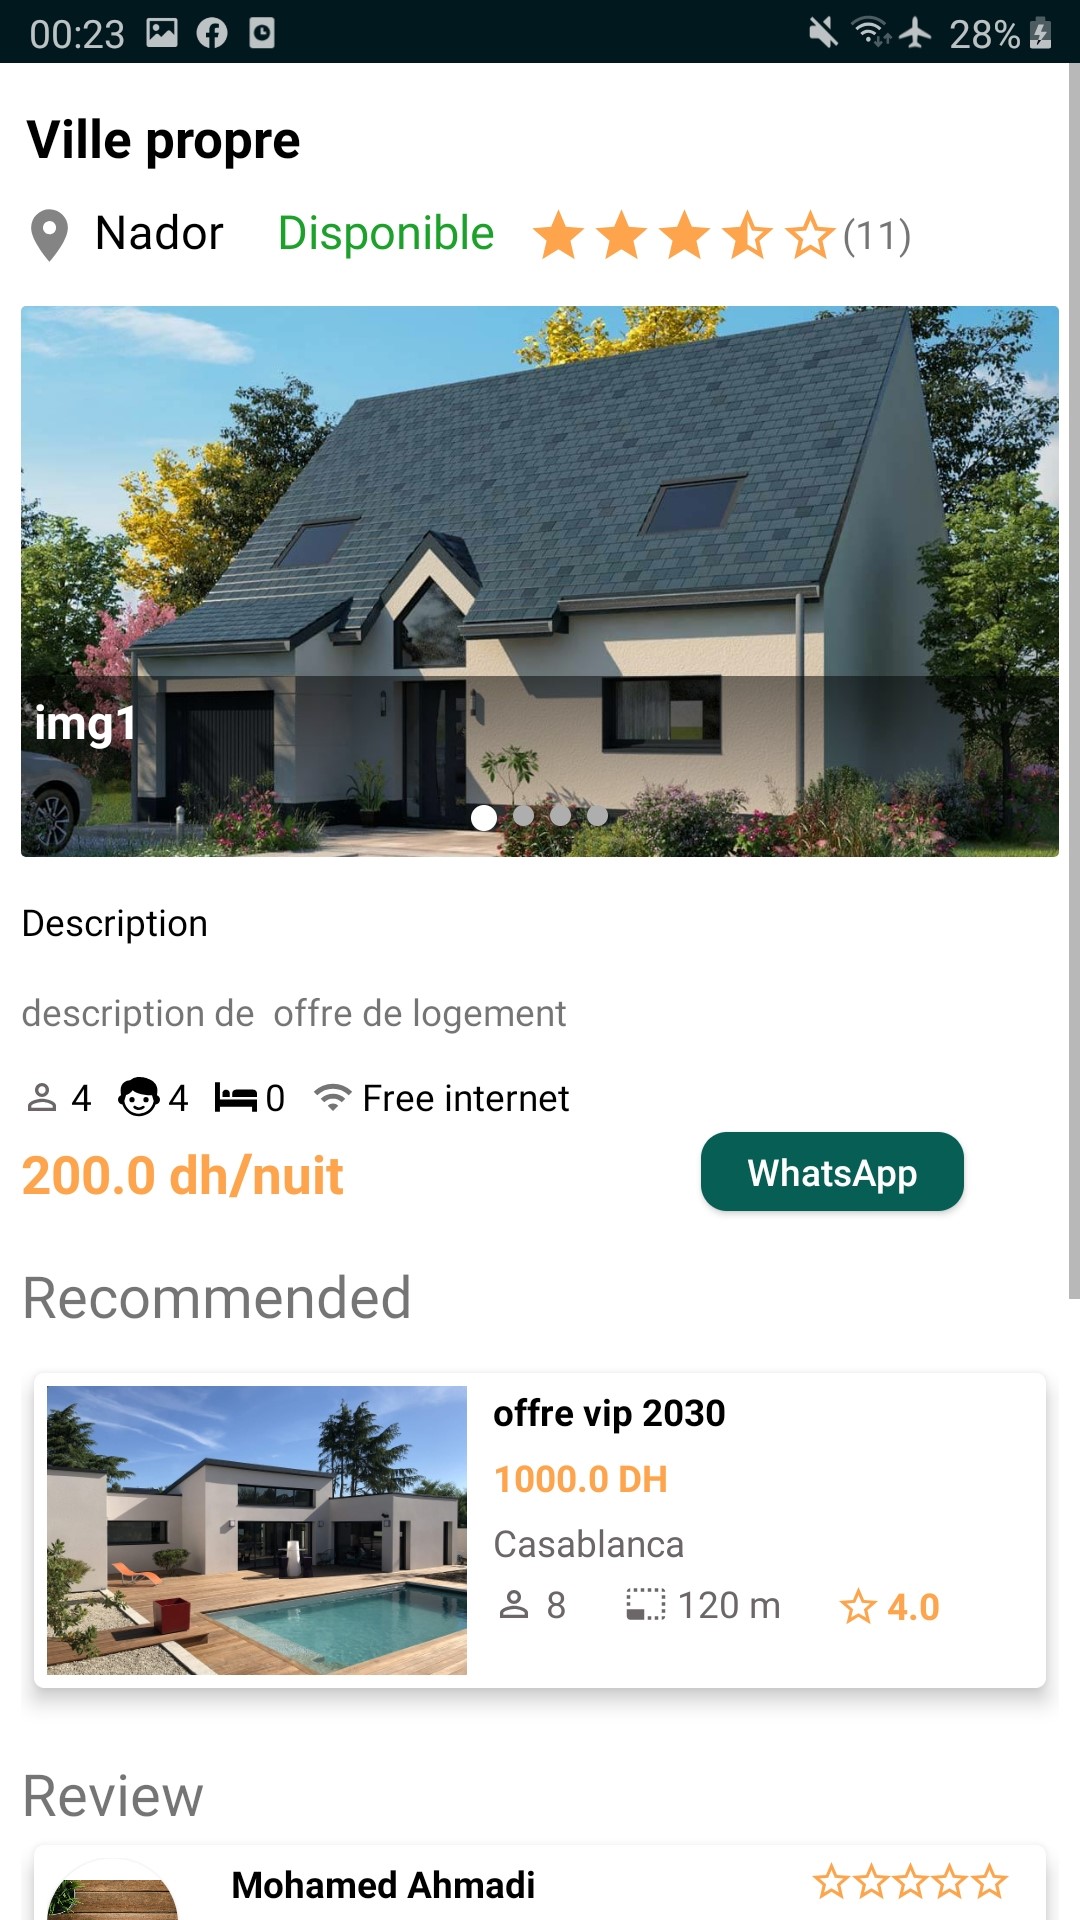 00:23 28%
Ville propre
Nador Disponible (11)
img1
Description
description de  offre de logement
4 4 0 Free internet
200.0 dh/nuit WhatsApp
Recommended
offre vip 2030
1000.0 DH
Casablanca
8 120 m 4.0
Review
Mohamed Ahmadi